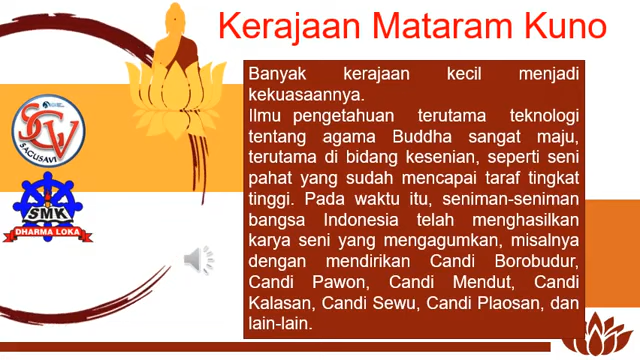 Kerajaan Mataram Kuno
Banyak kerajaan kecil menjadi
kekuasaannya.
Ilmu pengetahuan terutama teknologi
tentang agama Buddha sangat maju,
terutama di bidang kesenian, seperti seni
pahat yang sudah mencapai taraf tingkat
tinggi. Pada waktu itu, seniman-seniman
bangsa Indonesia telah menghasilkan
karya seni yang mengagumkan, misalnya
dengan mendirikan Candi Borobudur,
Candi Pawon, Candi Mendut, Candi
Kalasan, Candi Sewu, Candi Plaosan, dan
lain-lain.
SCV
SAGUSAVI
SMK
DHARMA LOKA